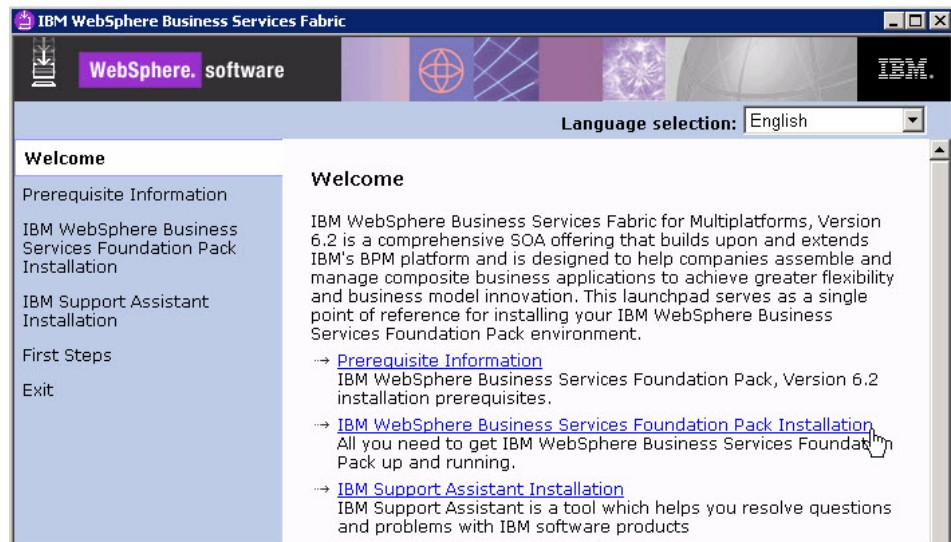 IBM WebSphere Business Services Fabric
WebSphere. software
IBM.
Language selection: English
Welcome
Prerequisite Information
IBM WebSphere Business
Services Foundation Pack
Installation
IBM Support Assistant
Installation
First Steps
Exit
Welcome
IBM WebSphere Business Services Fabric for Multiplatforms, Version
6.2 is a comprehensive SOA offering that builds upon and extends
IBM's BPM platform and is designed to help companies assemble and
manage composite business applications to achieve greater flexibility
and business model innovation. This launchpad serves as a single
point of reference for installing your IBM WebSphere Business
Services Foundation Pack environment.
→ Prerequisite Information
IBM WebSphere Business Services Foundation Pack, Version 6.2
installation prerequisites.
→ IBM WebSphere Business Services Foundation Pack Installation
All you need to get IBM WebSphere Business Services Foundation
Pack up and running.
→ IBM Support Assistant Installation
IBM Support Assistant is a tool which helps you resolve questions
and problems with IBM software products